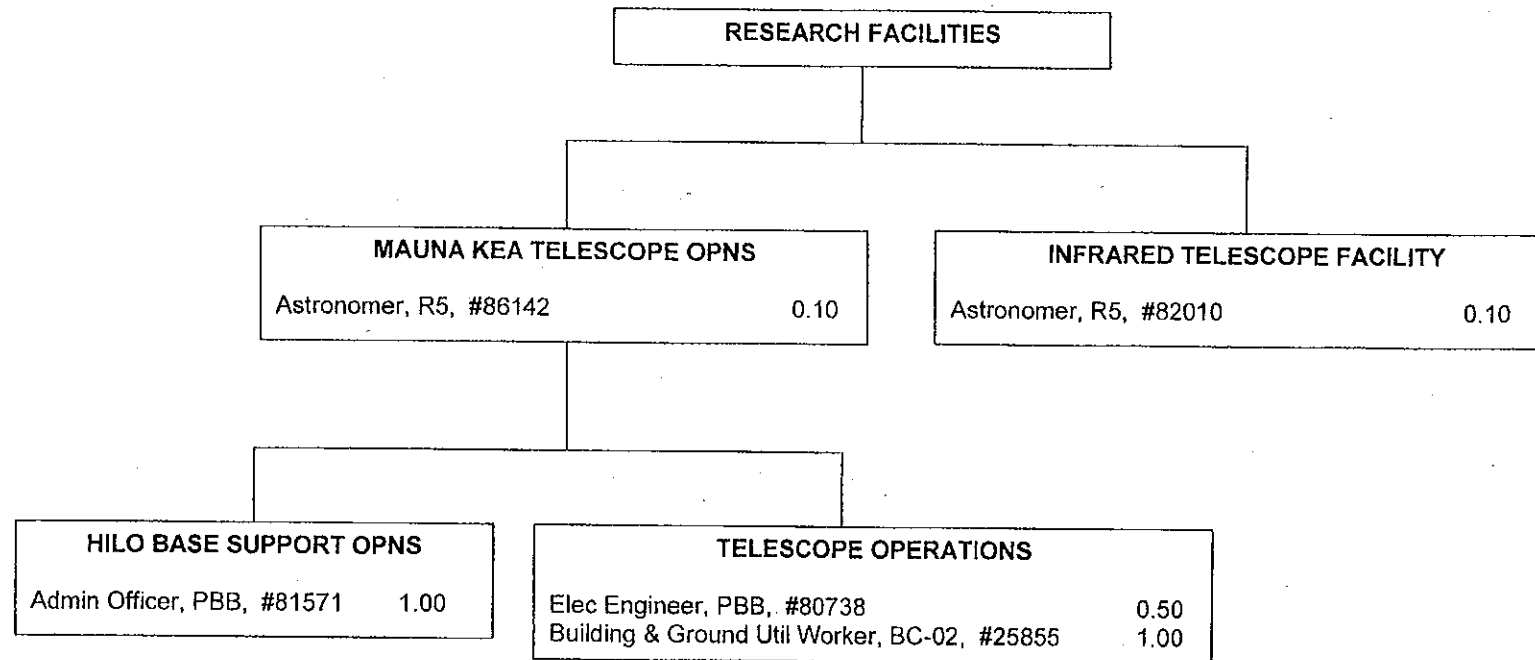 RESEARCH FACILITIES
MAUNA KEA TELESCOPE OPNS
Astronomer, R5, #86142 0.10
INFRARED TELESCOPE FACILITY
Astronomer, R5, #82010 0.10
HILO BASE SUPPORT OPNS
Admin Officer, PBB, #81571 1.00
TELESCOPE OPERATIONS
Elec Engineer, PBB, #80738 0.50
Building & Ground Util Worker, BC-02, #25855 1.00